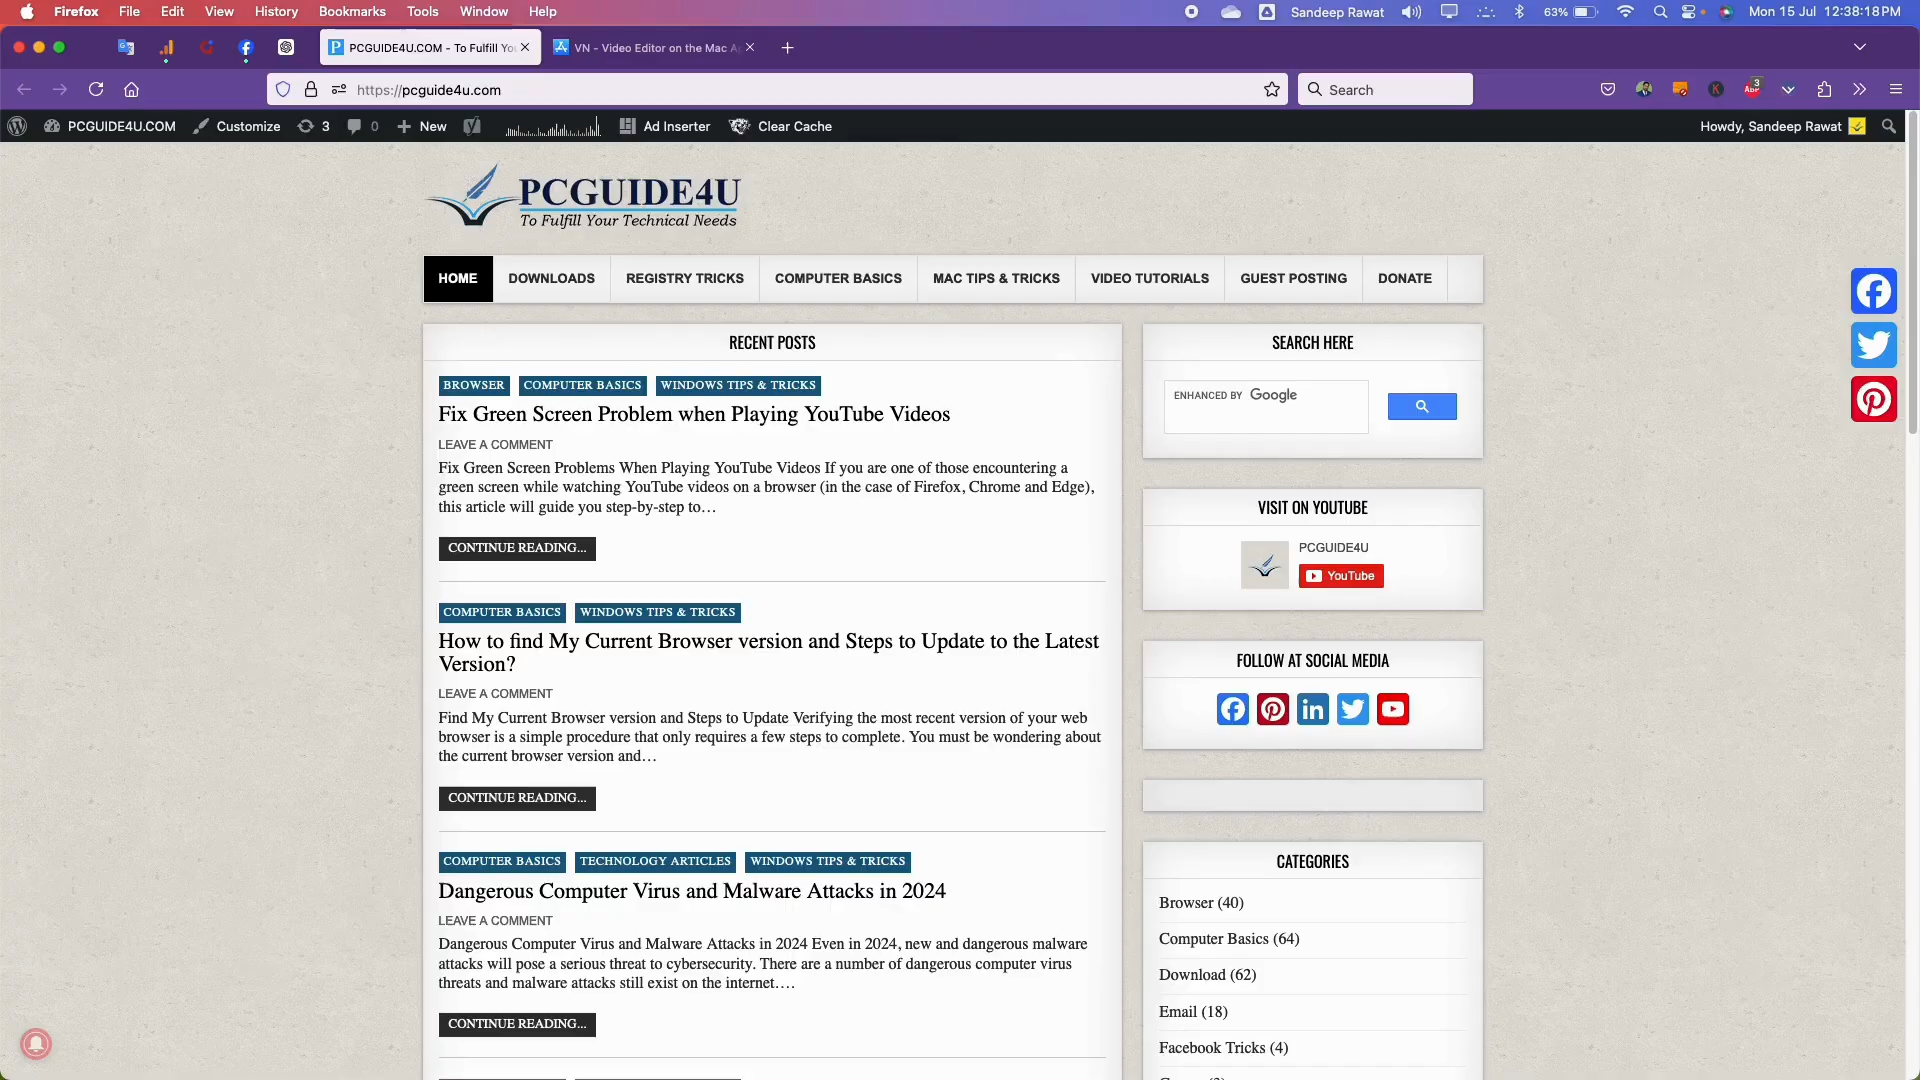 Firefox File Edit View History Bookmarks Tools Window Help Sandeep Rawat 63% Mon 15 Jul 12:38:18 PM
PCGUIDE4U.COM - To Fulfill Yo
VN - Video Editor on the Mac A
https://pcguide4u.com
Search
3
PCGUIDE4U.COM Customize 3 0 New Ad Inserter Clear Cache Howdy, Sandeep Rawat
PCGUIDE4U
To Fulfill Your Technical Needs
HOME DOWNLOADS REGISTRY TRICKS COMPUTER BASICS MAC TIPS & TRICKS VIDEO TUTORIALS GUEST POSTING DONATE
RECENT POSTS
BROWSER COMPUTER BASICS WINDOWS TIPS & TRICKS
Fix Green Screen Problem when Playing YouTube Videos
LEAVE A COMMENT
Fix Green Screen Problems When Playing YouTube Videos If you are one of those encountering a
green screen while watching YouTube videos on a browser (in the case of Firefox, Chrome and Edge),
this article will guide you step-by-step to…
CONTINUE READING...
COMPUTER BASICS WINDOWS TIPS & TRICKS
How to find My Current Browser version and Steps to Update to the Latest
Version?
LEAVE A COMMENT
Find My Current Browser version and Steps to Update Verifying the most recent version of your web
browser is a simple procedure that only requires a few steps to complete. You must be wondering about
the current browser version and…
CONTINUE READING...
COMPUTER BASICS TECHNOLOGY ARTICLES WINDOWS TIPS & TRICKS
Dangerous Computer Virus and Malware Attacks in 2024
LEAVE A COMMENT
Dangerous Computer Virus and Malware Attacks in 2024 Even in 2024, new and dangerous malware
attacks will pose a serious threat to cybersecurity. There are a number of dangerous computer virus
threats and malware attacks still exist on the internet….
CONTINUE READING...
SEARCH HERE
ENHANCED BY Google
VISIT ON YOUTUBE
PCGUIDE4U
YouTube
FOLLOW AT SOCIAL MEDIA
CATEGORIES
Browser (40)
Computer Basics (64)
Download (62)
Email (18)
Facebook Tricks (4)